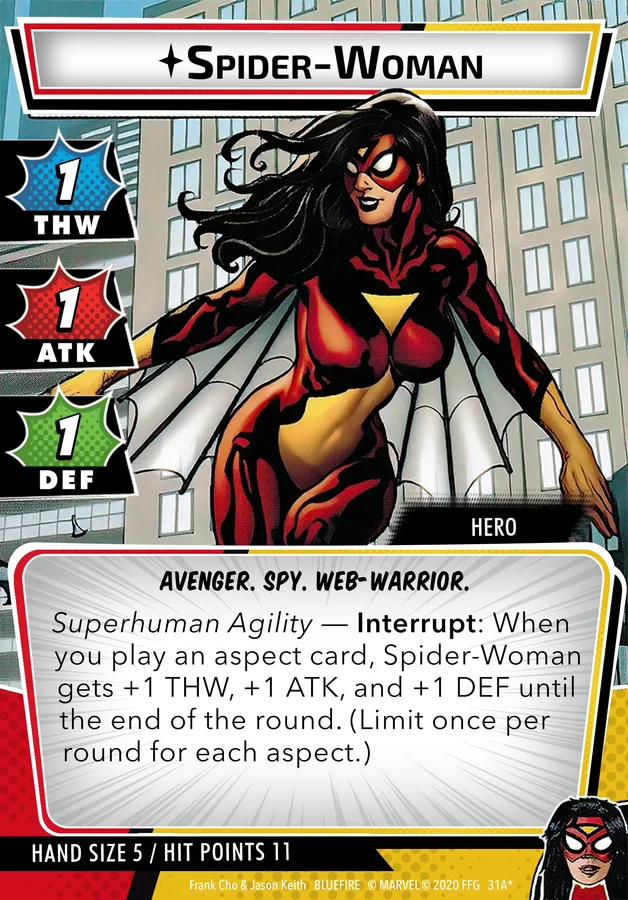 Spider-Woman
1
THW
1
ATK
1
DEF
HERO
AVENGER. SPY. WEB-WARRIOR.
Superhuman Agility — Interrupt: When
you play an aspect card, Spider-Woman
gets +1 THW, +1 ATK, and +1 DEF until
the end of the round. (Limit once per
round for each aspect.)
HAND SIZE 5 / HIT POINTS 11
Frank Cho & Jason Keith BLUEFIRE © MARVEL © 2020 FFG 31A*